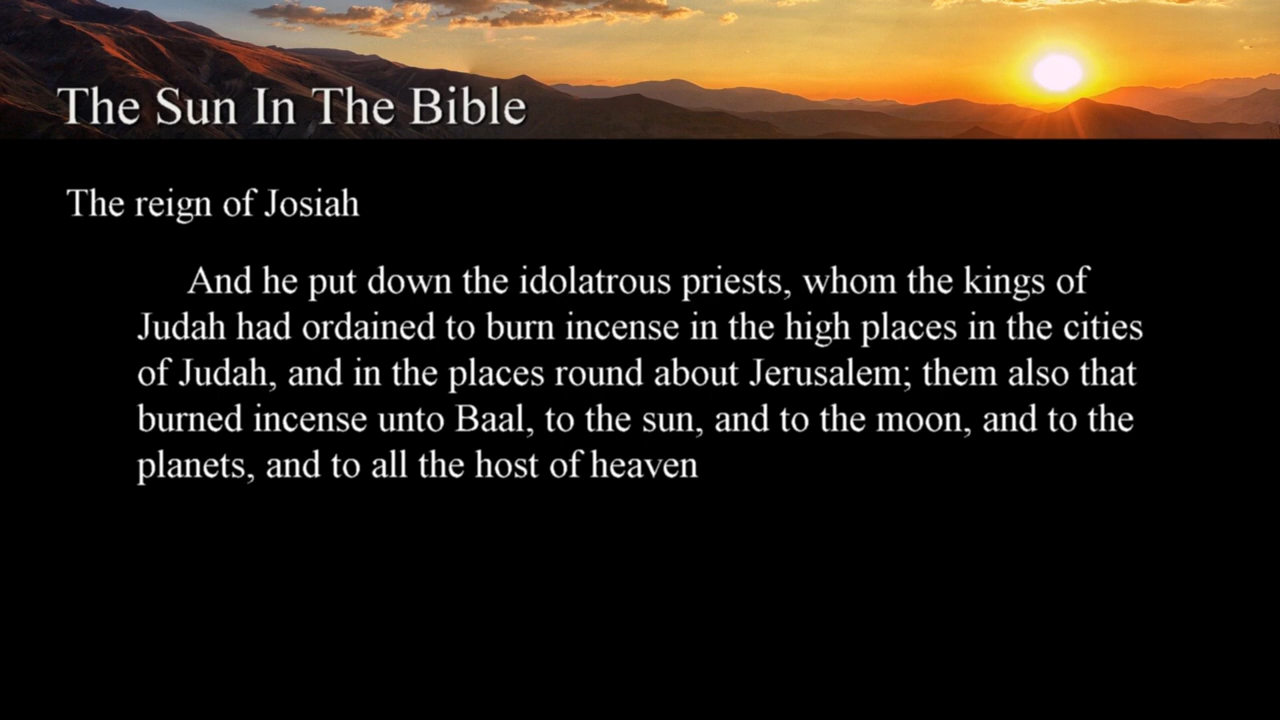 The Sun In The Bible
The reign of Josiah
And he put down the idolatrous priests, whom the kings of
Judah had ordained to burn incense in the high places in the cities
of Judah, and in the places round about Jerusalem; them also that
burned incense unto Baal, to the sun, and to the moon, and to the
planets, and to all the host of heaven